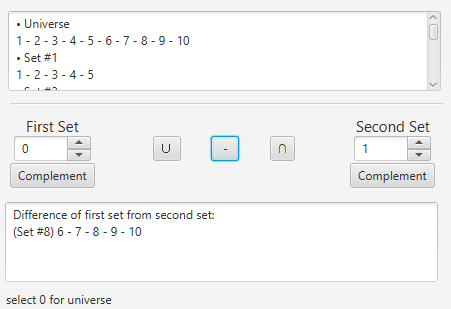 • Universe
1 - 2 - 3 - 4 - 5 - 6 - 7 - 8 - 9 - 10
• Set #1
1 - 2 - 3 - 4 - 5
First Set
Second Set
0
∪
-
∩
1
Complement
Complement
Difference of first set from second set:
(Set #8) 6 - 7 - 8 - 9 - 10
select 0 for universe